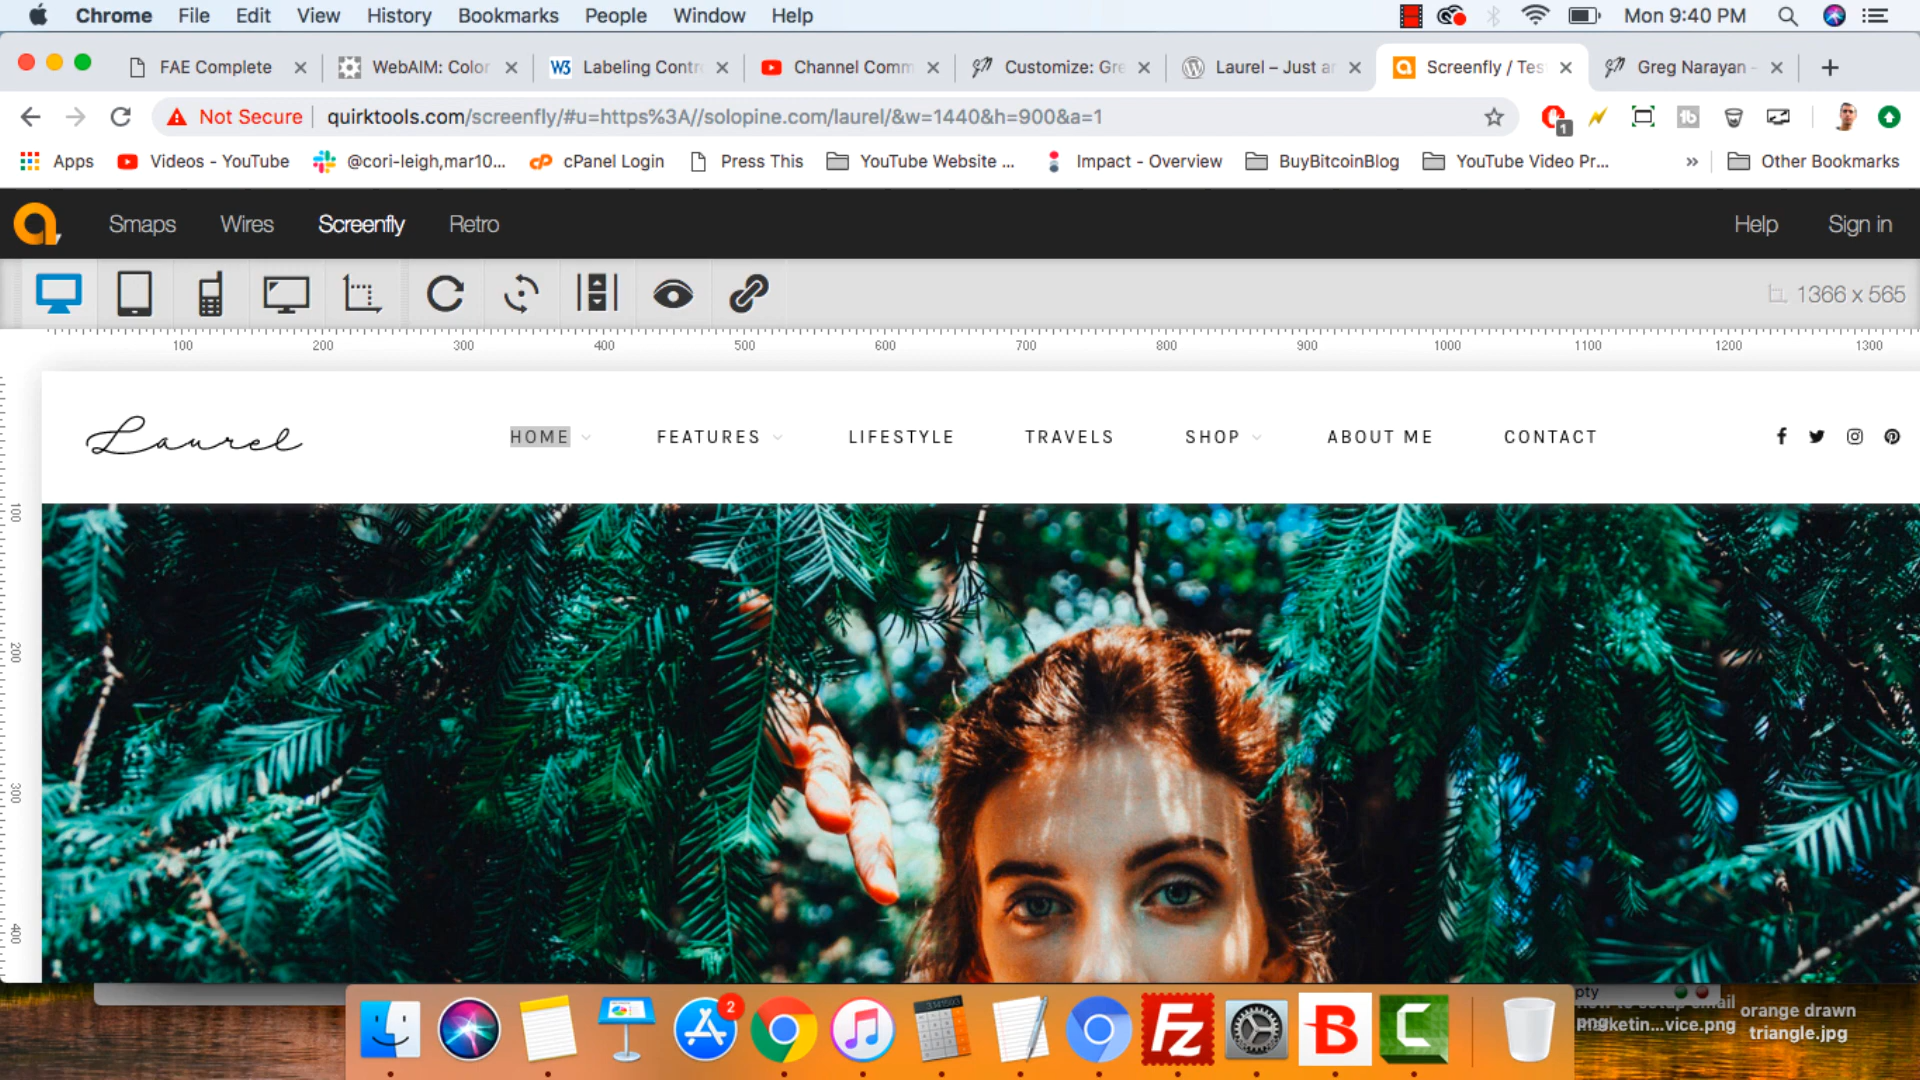 Chrome File Edit View History Bookmarks People Window Help Mon 9:40 PM
FAE Complete WebAIM: Color Labeling Contro Channel Comm Customize: Gre Laurel – Just an Screenfly / Tes Greg Narayan -
Not Secure quirktools.com/screenfly/#u=https%3A//solopine.com/laurel/&w=1440&h=900&a=1 1
Apps Videos - YouTube @cori-leigh,mar10... cPanel Login Press This YouTube Website ... Impact - Overview BuyBitcoinBlog YouTube Video Pr... » Other Bookmarks
Smaps Wires Screenfly Retro Help Sign in
1366 x 565
100 200 300 400 500 600 700 800 900 1000 1100 1200 1300
Laurel HOME FEATURES LIFESTYLE TRAVELS SHOP ABOUT ME CONTACT
100
200
300
400
2
Fz
orange drawn
triangle.jpg